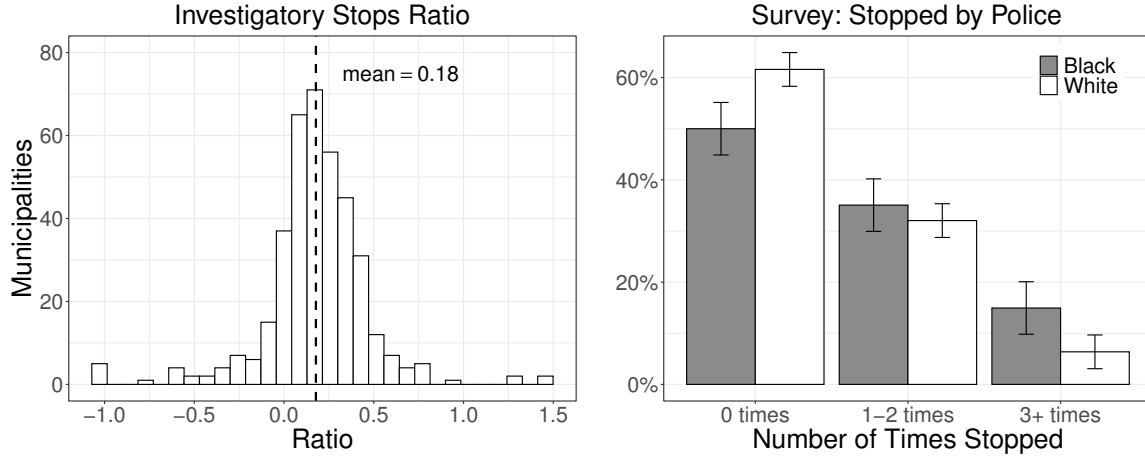 Investigatory Stops Ratio
80
60
40
20
0
Municipalities
mean = 0.18
−1.0 −0.5 0.0 0.5 1.0 1.5
Ratio
Survey: Stopped by Police
60%
40%
20%
0%
Black
White
0 times 1−2 times 3+ times
Number of Times Stopped